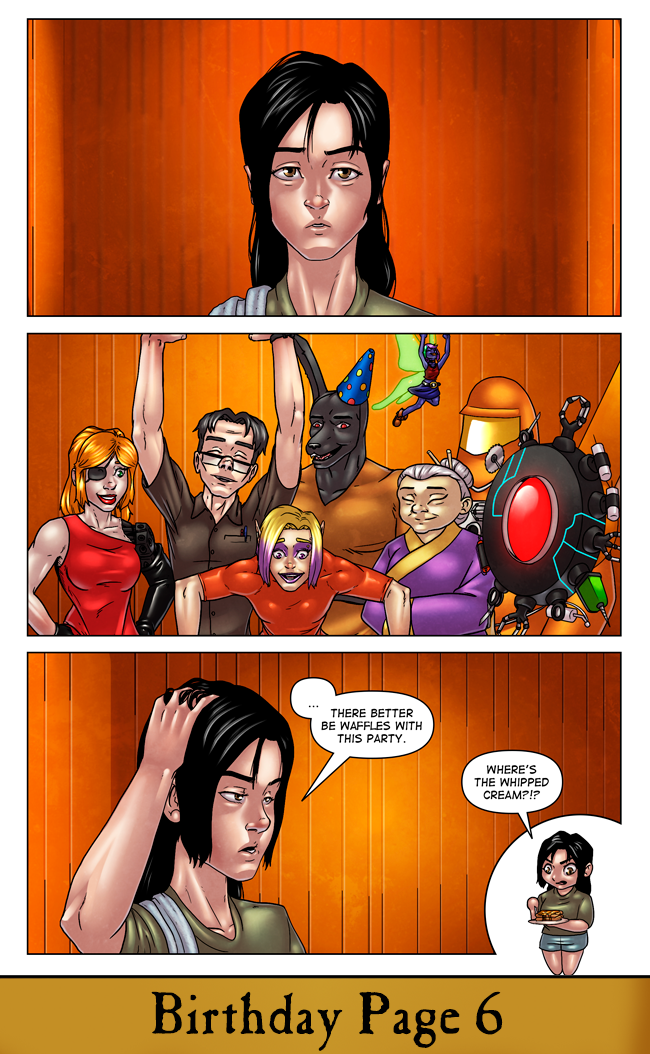 ...
THERE BETTER
BE WAFFLES WITH
THIS PARTY.
WHERE'S
THE WHIPPED
CREAM?!?
Birthday Page 6